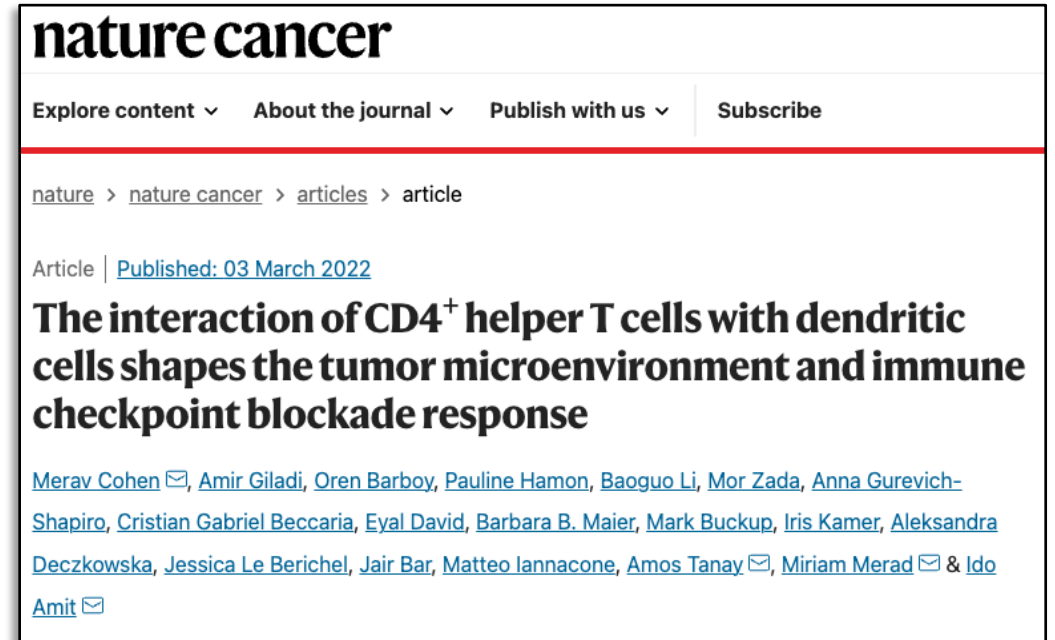 nature cancer
Explore content About the journal Publish with us Subscribe
nature > nature cancer > articles > article
Article | Published: 03 March 2022
The interaction of CD4⁺ helper T cells with dendritic
cells shapes the tumor microenvironment and immune
checkpoint blockade response
Merav Cohen, Amir Giladi, Oren Barboy, Pauline Hamon, Baoguo Li, Mor Zada, Anna Gurevich-
Shapiro, Cristian Gabriel Beccaria, Eyal David, Barbara B. Maier, Mark Buckup, Iris Kamer, Aleksandra
Deczkowska, Jessica Le Berichel, Jair Bar, Matteo Iannacone, Amos Tanay, Miriam Merad & Ido
Amit